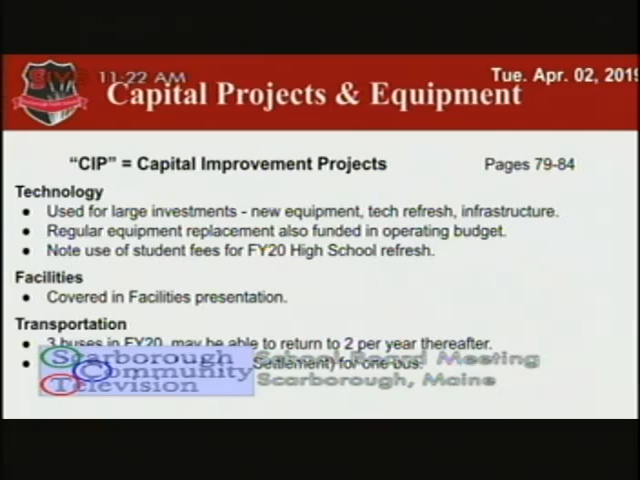 11:22 AM
Tue. Apr. 02, 2019
Capital Projects & Equipment
“CIP” = Capital Improvement Projects
Pages 79-84
Technology
● Used for large investments - new equipment, tech refresh, infrastructure.
● Regular equipment replacement also funded in operating budget.
● Note use of student fees for FY20 High School refresh.
Facilities
● Covered in Facilities presentation.
Transportation
● 3 buses in FY20, may be able to return to 2 per year thereafter.
● Settlement) for one bus.
Scarborough
Community
Television
School Board Meeting
Scarborough, Maine